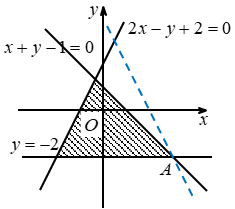 y
2x − y + 2 = 0
x + y − 1 = 0
O
x
y = −2
A